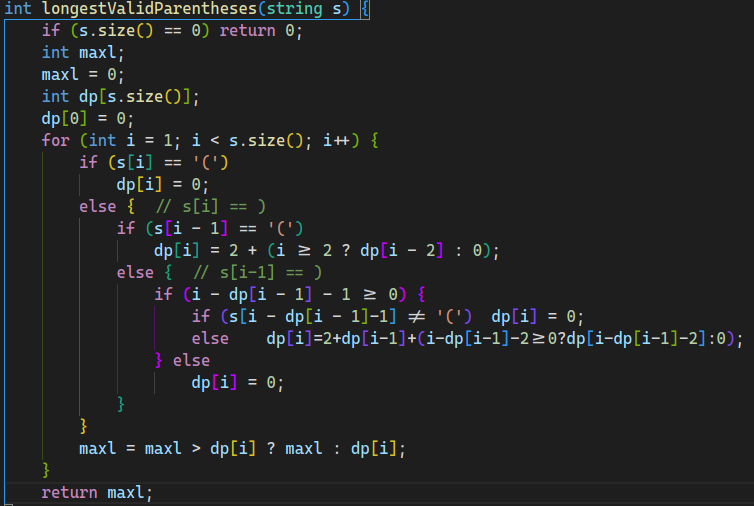 int longestValidParentheses(string s) {
    if (s.size() == 0) return 0;
    int maxl;
    maxl = 0;
    int dp[s.size()];
    dp[0] = 0;
    for (int i = 1; i < s.size(); i++) {
        if (s[i] == '(')
            dp[i] = 0;
        else {  // s[i] == )
            if (s[i - 1] == '(')
                dp[i] = 2 + (i ≥ 2 ? dp[i - 2] : 0);
            else {  // s[i-1] == )
                if (i - dp[i - 1] - 1 ≥ 0) {
                    if (s[i - dp[i - 1]-1] ≠ '(')  dp[i] = 0;
                    else    dp[i]=2+dp[i-1]+(i-dp[i-1]-2≥0?dp[i-dp[i-1]-2]:0);
                } else
                    dp[i] = 0;
            }
        }
        maxl = maxl > dp[i] ? maxl : dp[i];
    }
    return maxl;